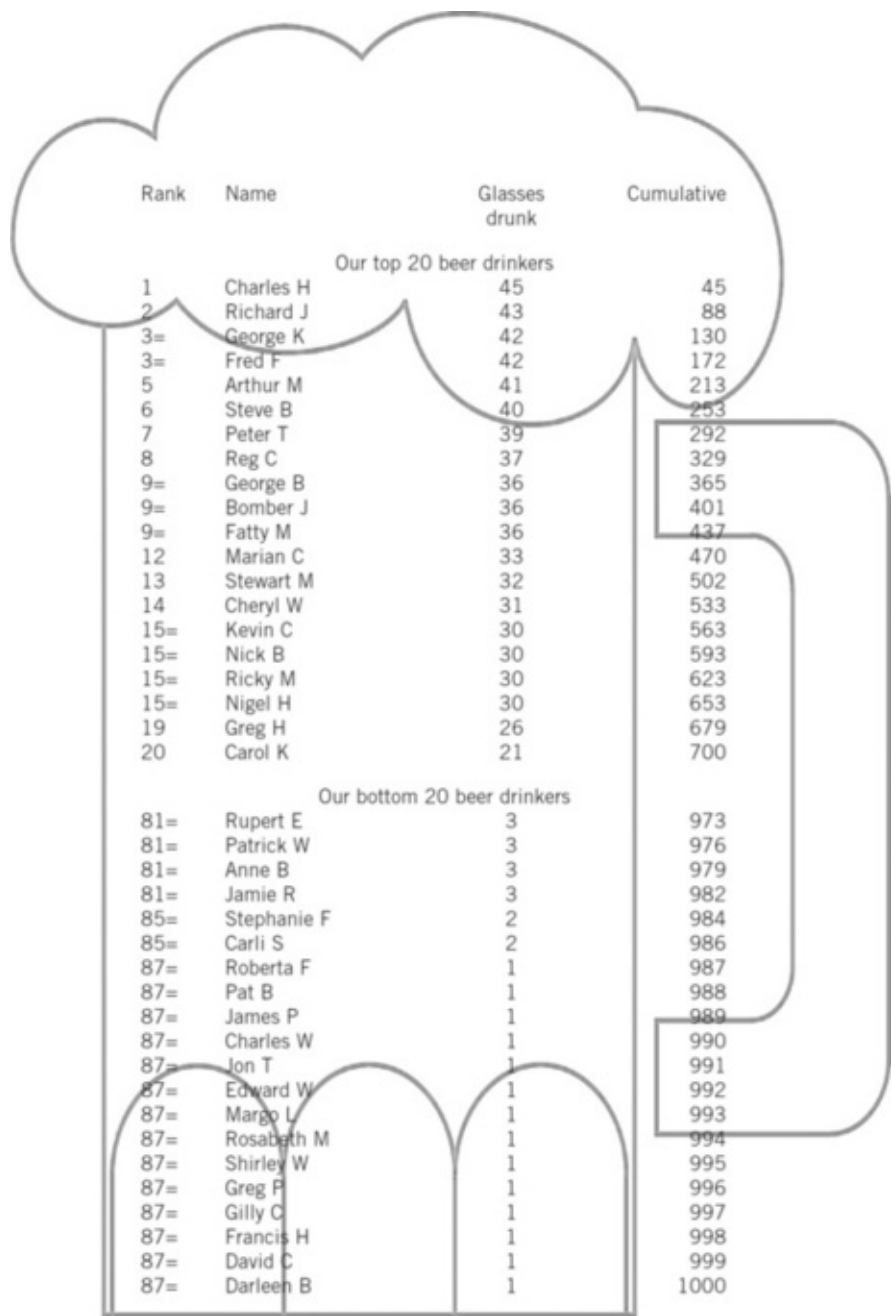 Rank Name Glasses drunk Cumulative
Our top 20 beer drinkers
1 Charles H 45 45
2 Richard J 43 88
3= George K 42 130
3= Fred F 42 172
5 Arthur M 41 213
6 Steve B 40 253
7 Peter T 39 292
8 Reg C 37 329
9= George B 36 365
9= Bomber J 36 401
9= Fatty M 36 437
12 Marian C 33 470
13 Stewart M 32 502
14 Cheryl W 31 533
15= Kevin C 30 563
15= Nick B 30 593
15= Ricky M 30 623
15= Nigel H 30 653
19 Greg H 26 679
20 Carol K 21 700
Our bottom 20 beer drinkers
81= Rupert E 3 973
81= Patrick W 3 976
81= Anne B 3 979
81= Jamie R 3 982
85= Stephanie F 2 984
85= Carli S 2 986
87= Roberta F 1 987
87= Pat B 1 988
87= James P 1 989
87= Charles W 1 990
87= Jon T 1 991
87= Edward W 1 992
87= Margo L 1 993
87= Rosabeth M 1 994
87= Shirley W 1 995
87= Greg P 1 996
87= Gilly C 1 997
87= Francis H 1 998
87= David C 1 999
87= Darleen B 1 1000